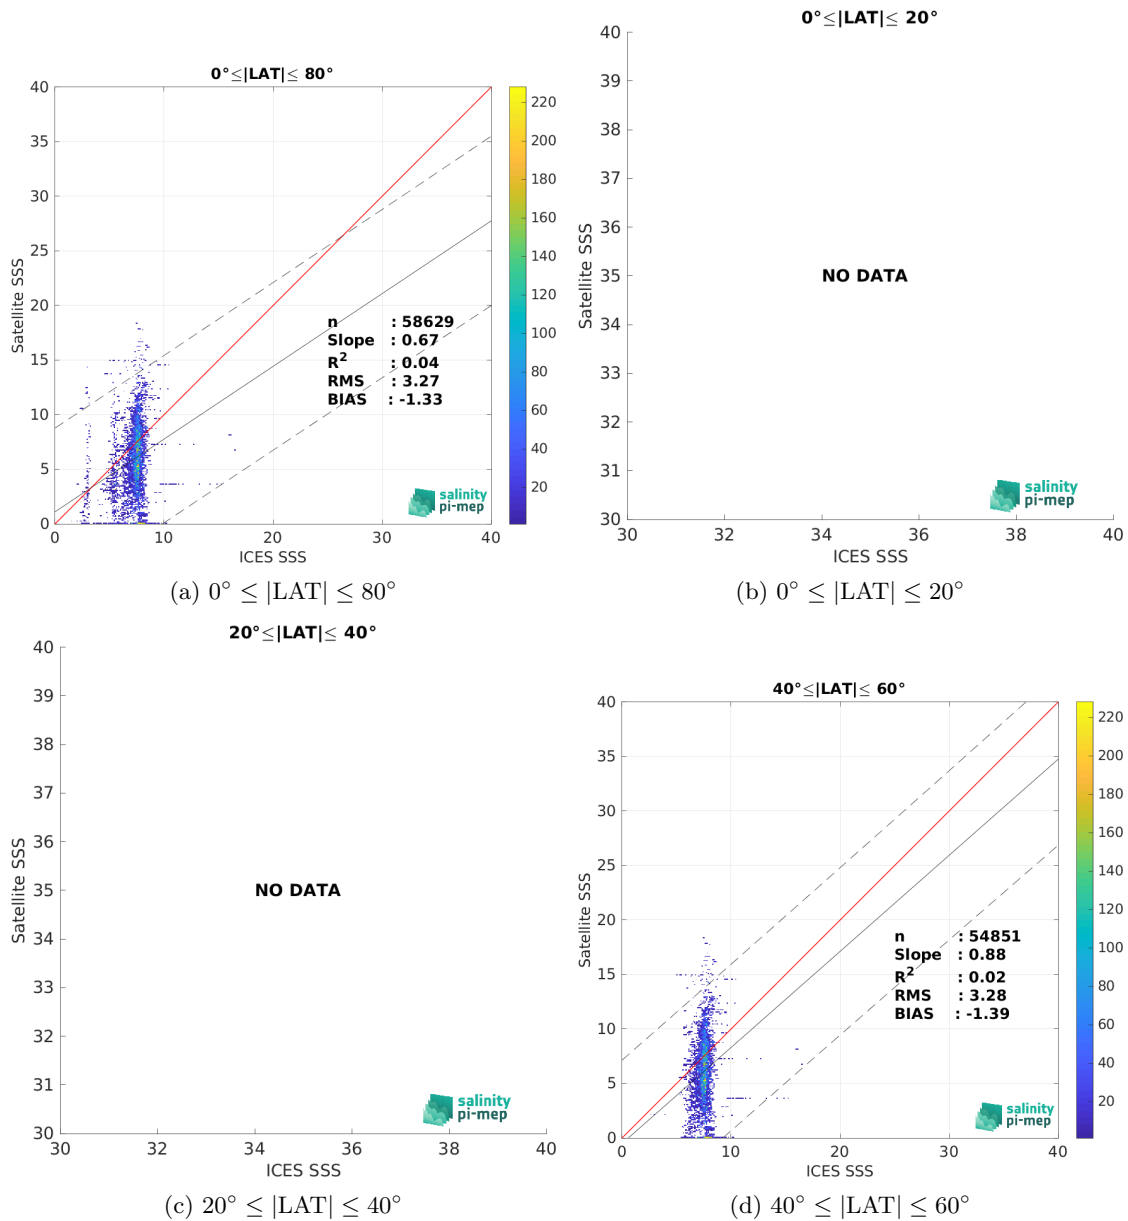 0°≤|LAT|≤ 80°
40
35
30
25
20
15
10
5
0
0 10 20 30 40
Satellite SSS
ICES SSS
n : 58629
Slope : 0.67
R2 : 0.04
RMS : 3.27
BIAS : -1.33
220
200
180
160
140
120
100
80
60
40
20
salinity
pi-mep
(a) 0° ≤ |LAT| ≤ 80°
0°≤|LAT|≤ 20°
40
39
38
37
36
35
34
33
32
31
30
30 32 34 36 38 40
Satellite SSS
ICES SSS
NO DATA
salinity
pi-mep
(b) 0° ≤ |LAT| ≤ 20°
20°≤|LAT|≤ 40°
40
39
38
37
36
35
34
33
32
31
30
30 32 34 36 38 40
Satellite SSS
ICES SSS
NO DATA
salinity
pi-mep
(c) 20° ≤ |LAT| ≤ 40°
40°≤|LAT|≤ 60°
40
35
30
25
20
15
10
5
0
0 10 20 30 40
Satellite SSS
ICES SSS
n : 54851
Slope : 0.88
R2 : 0.02
RMS : 3.28
BIAS : -1.39
220
200
180
160
140
120
100
80
60
40
20
salinity
pi-mep
(d) 40° ≤ |LAT| ≤ 60°